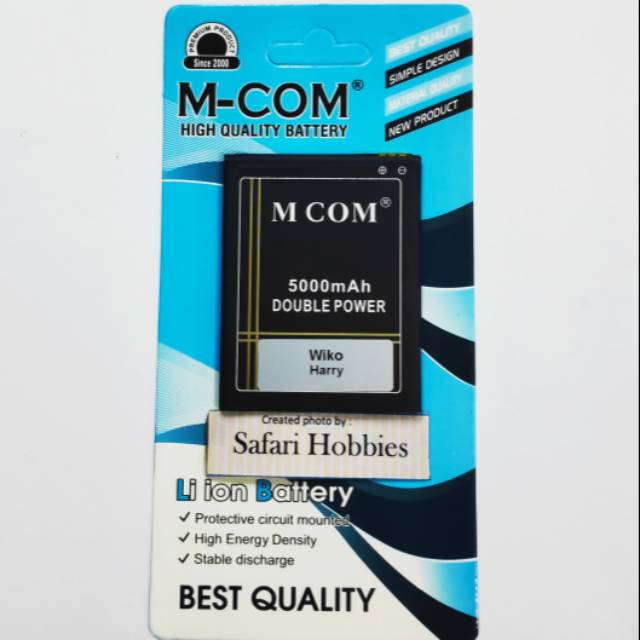 PREMIUM PRODUCT
Since 2000
M-COM®
HIGH QUALITY BATTERY
BEST QUALITY
SIMPLE DESIGN
NATURAL QUALITY
NEW PRODUCT
M COM®
5000mAh
DOUBLE POWER
Wiko
Harry
Created photo by :
Safari Hobbies
Li ion Battery
✓ Protective circuit mounted
✓ High Energy Density
✓ Stable discharge
BEST QUALITY